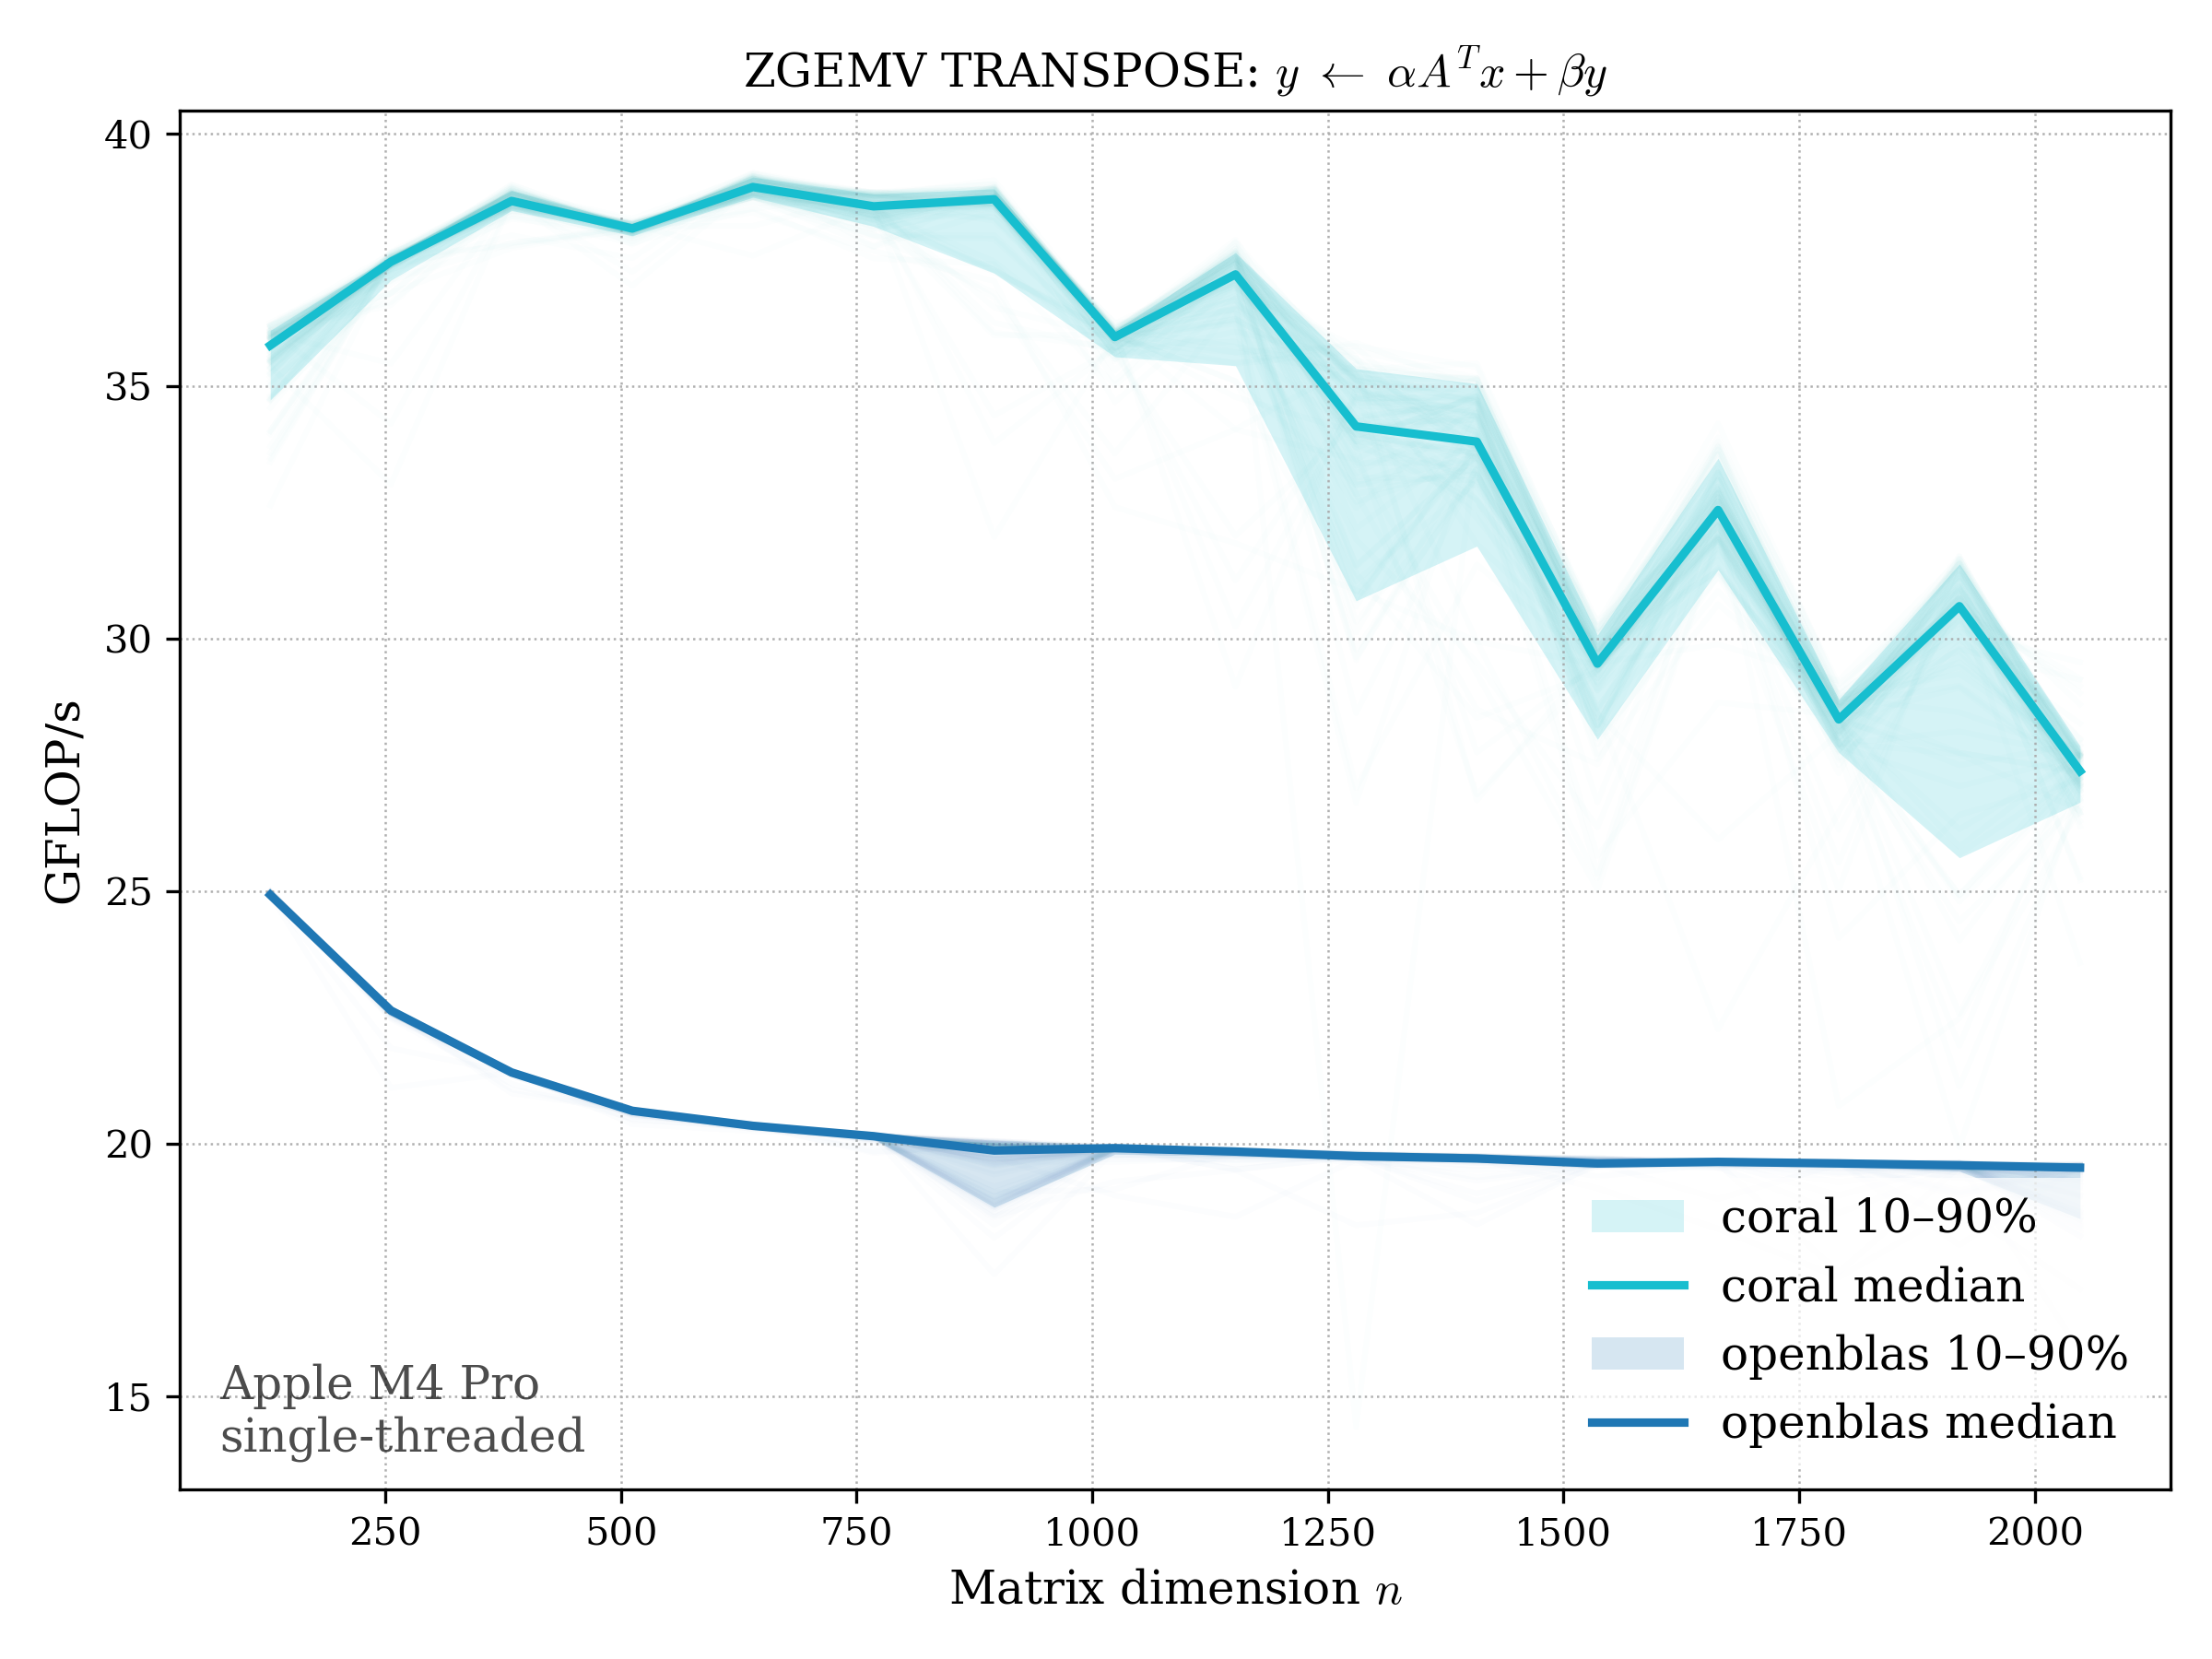 ZGEMV TRANSPOSE: y ← αAᵀx + βy
40
35
30
25
20
15
GFLOP/s
coral 10–90%
coral median
openblas 10–90%
openblas median
Apple M4 Pro
single-threaded
250 500 750 1000 1250 1500 1750 2000
Matrix dimension n